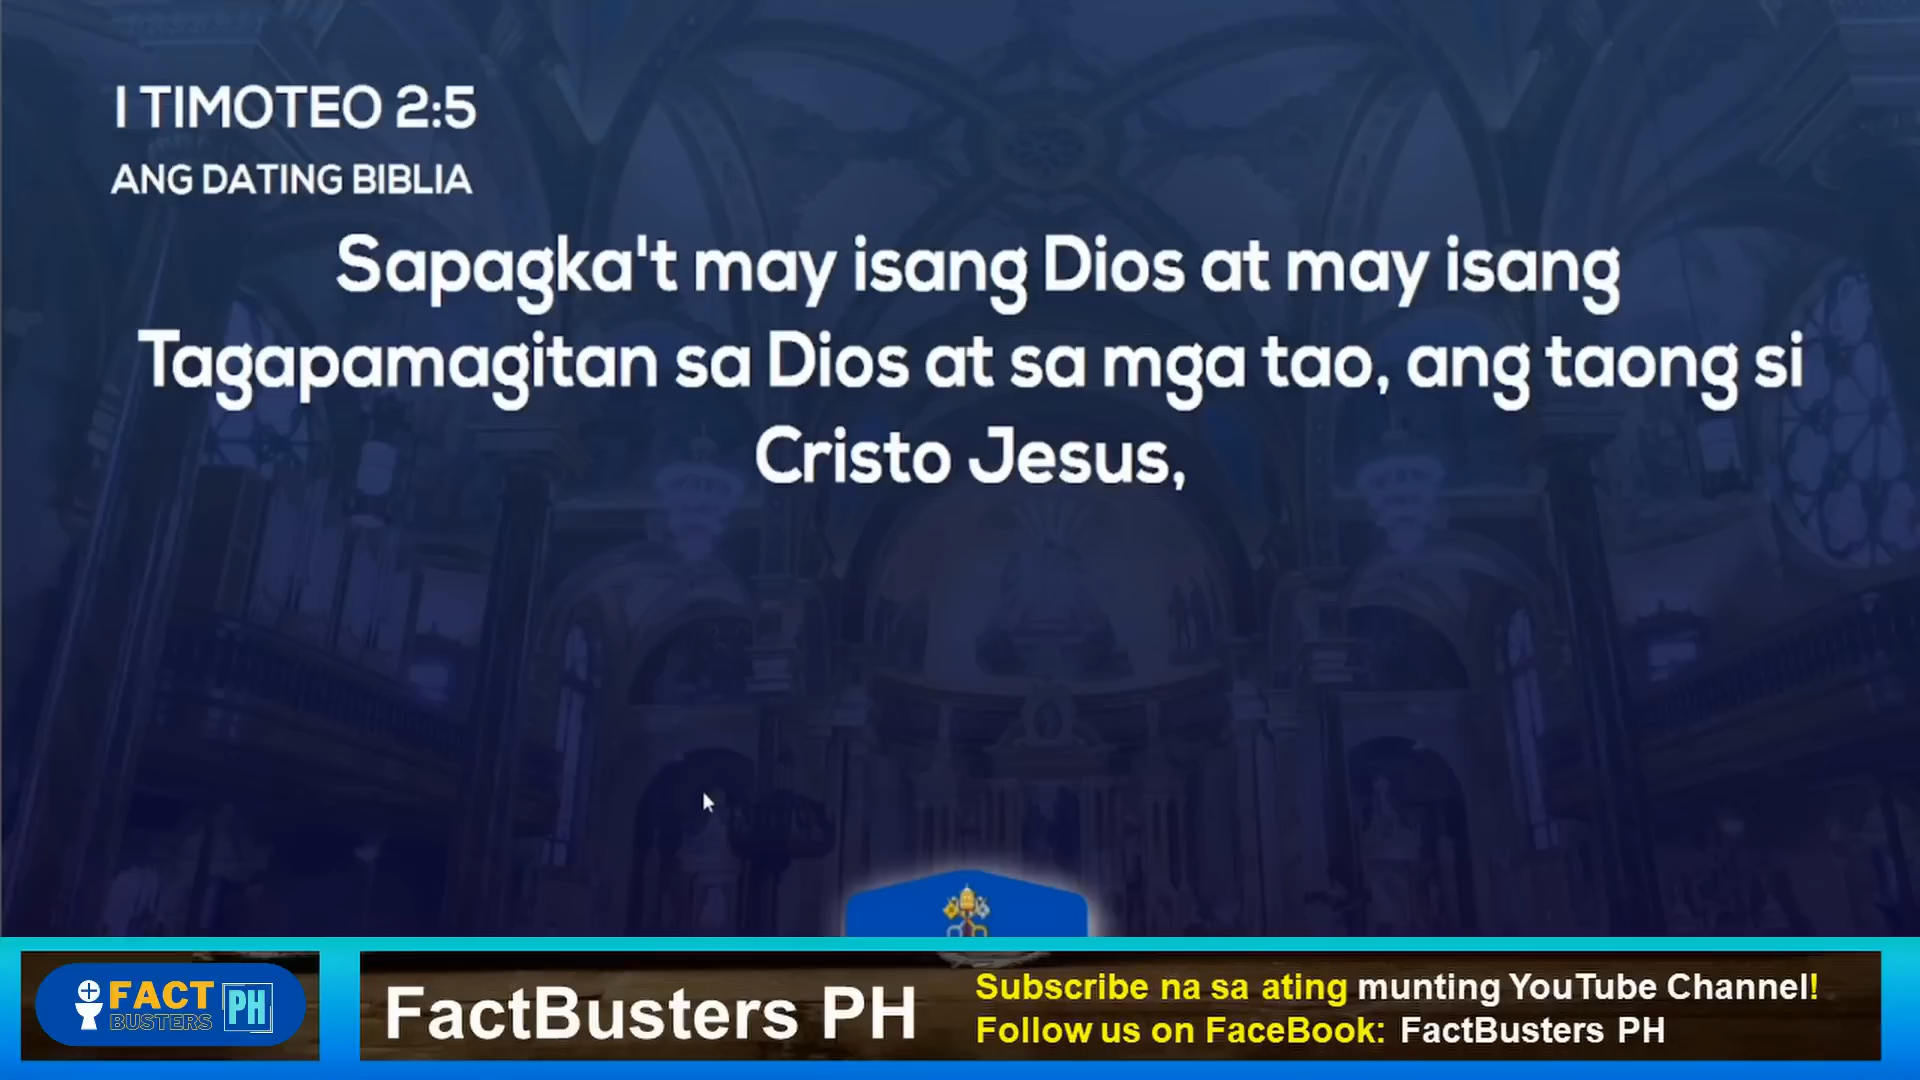 I TIMOTEO 2:5
ANG DATING BIBLIA
Sapagka't may isang Dios at may isang
Tagapamagitan sa Dios at sa mga tao, ang taong si
Cristo Jesus,
FACT
BUSTERS
PH
FactBusters PH
Subscribe na sa ating munting YouTube Channel!
Follow us on FaceBook: FactBusters PH